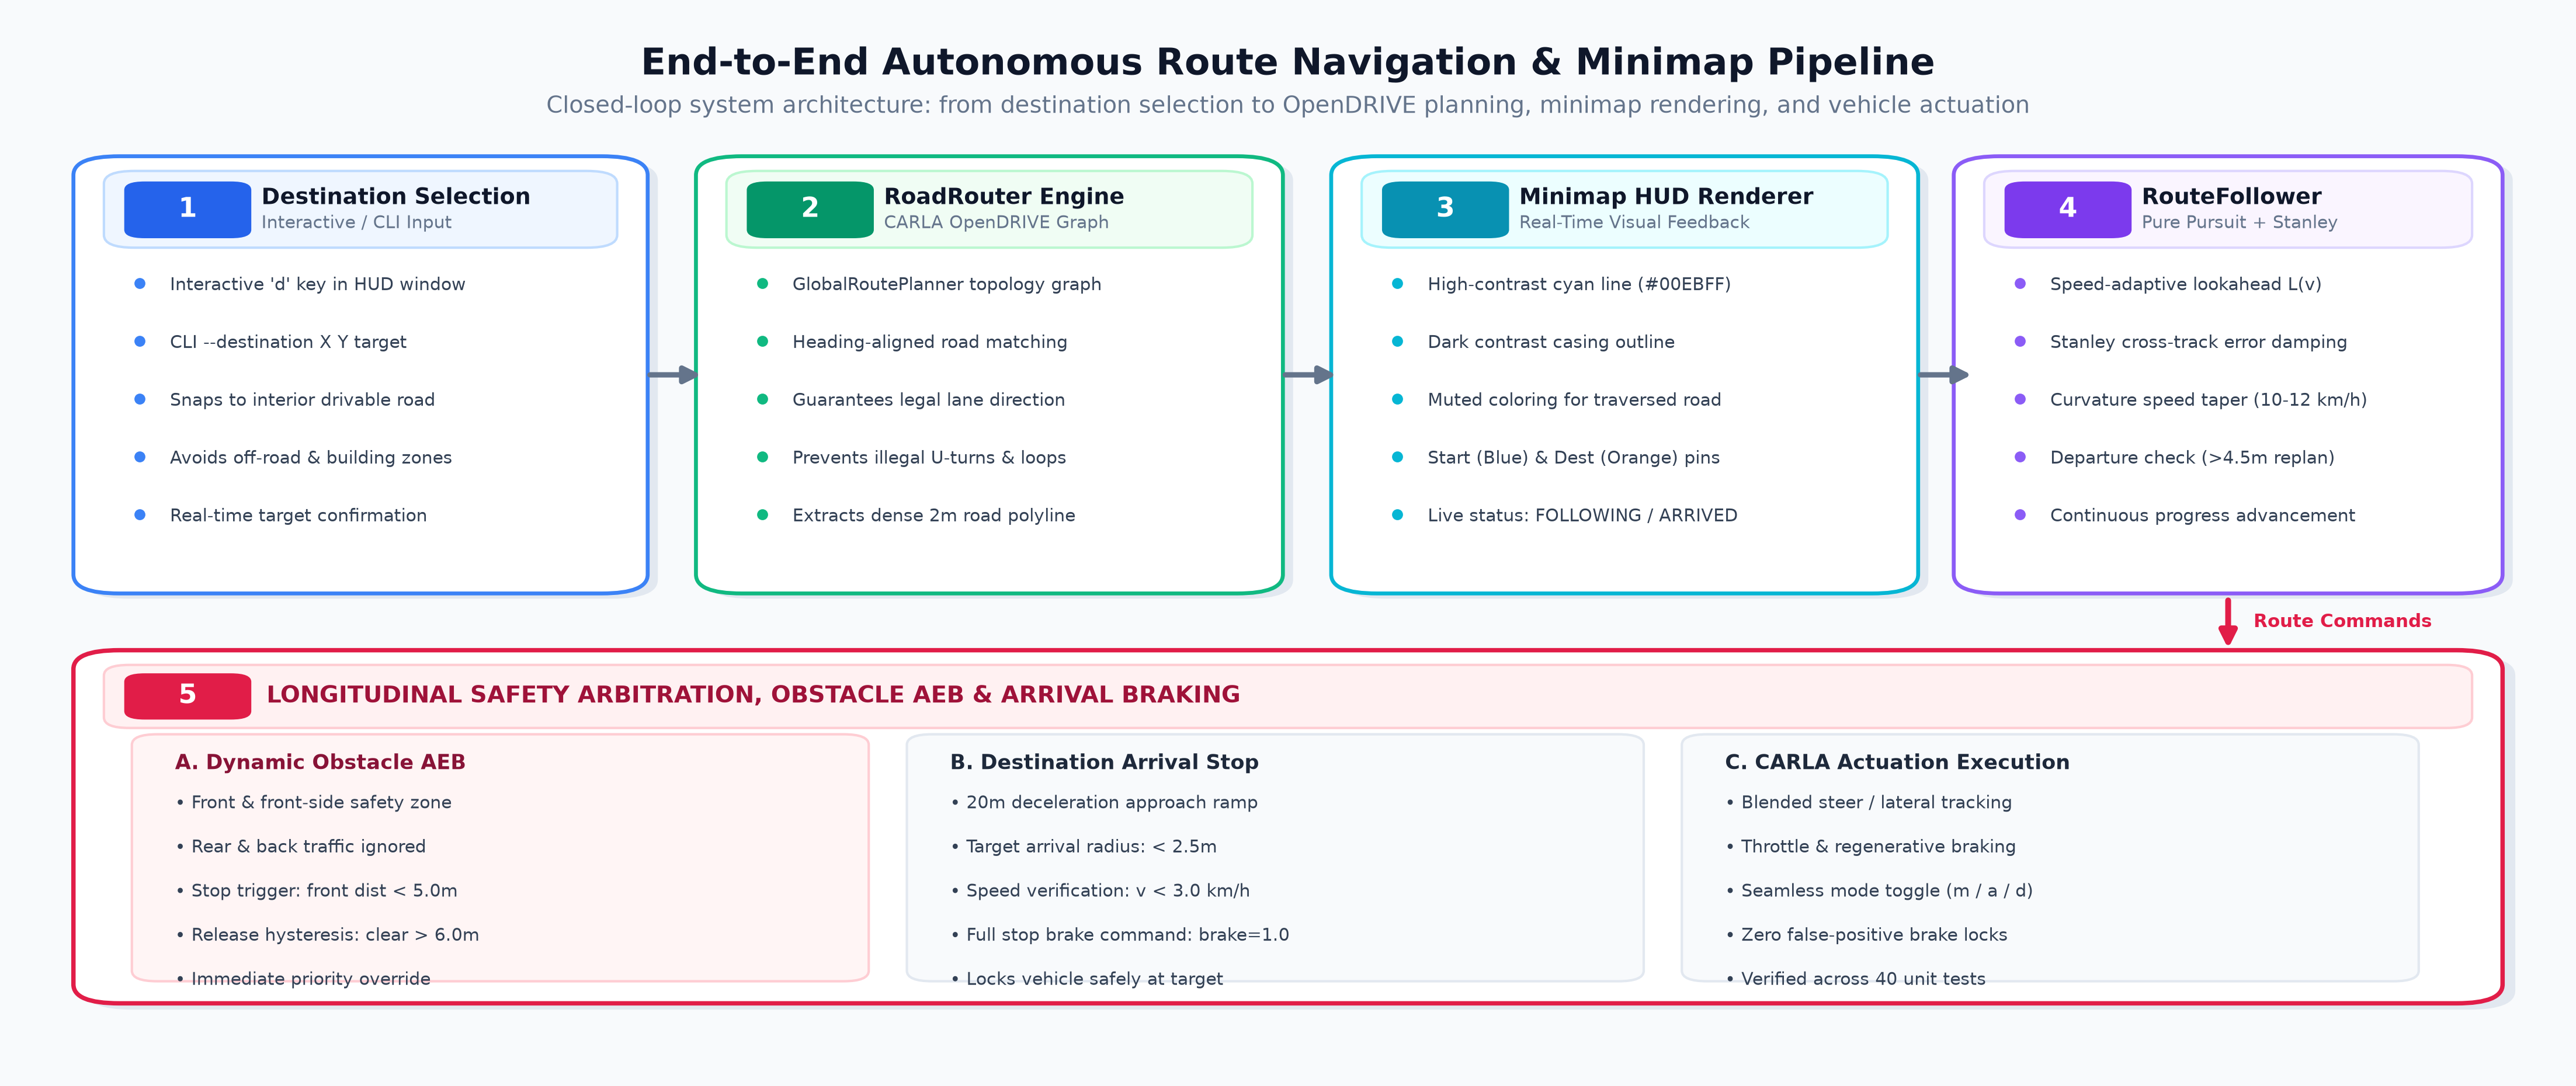 End-to-End Autonomous Route Navigation & Minimap Pipeline
Closed-loop system architecture: from destination selection to OpenDRIVE planning, minimap rendering, and vehicle actuation
1
Destination Selection
Interactive / CLI Input
• Interactive 'd' key in HUD window
• CLI --destination X Y target
• Snaps to interior drivable road
• Avoids off-road & building zones
• Real-time target confirmation
2
RoadRouter Engine
CARLA OpenDRIVE Graph
• GlobalRoutePlanner topology graph
• Heading-aligned road matching
• Guarantees legal lane direction
• Prevents illegal U-turns & loops
• Extracts dense 2m road polyline
3
Minimap HUD Renderer
Real-Time Visual Feedback
• High-contrast cyan line (#00EBFF)
• Dark contrast casing outline
• Muted coloring for traversed road
• Start (Blue) & Dest (Orange) pins
• Live status: FOLLOWING / ARRIVED
4
RouteFollower
Pure Pursuit + Stanley
• Speed-adaptive lookahead L(v)
• Stanley cross-track error damping
• Curvature speed taper (10-12 km/h)
• Departure check (>4.5m replan)
• Continuous progress advancement
Route Commands
5
LONGITUDINAL SAFETY ARBITRATION, OBSTACLE AEB & ARRIVAL BRAKING
A. Dynamic Obstacle AEB
• Front & front-side safety zone
• Rear & back traffic ignored
• Stop trigger: front dist < 5.0m
• Release hysteresis: clear > 6.0m
• Immediate priority override
B. Destination Arrival Stop
• 20m deceleration approach ramp
• Target arrival radius: < 2.5m
• Speed verification: v < 3.0 km/h
• Full stop brake command: brake=1.0
• Locks vehicle safely at target
C. CARLA Actuation Execution
• Blended steer / lateral tracking
• Throttle & regenerative braking
• Seamless mode toggle (m / a / d)
• Zero false-positive brake locks
• Verified across 40 unit tests